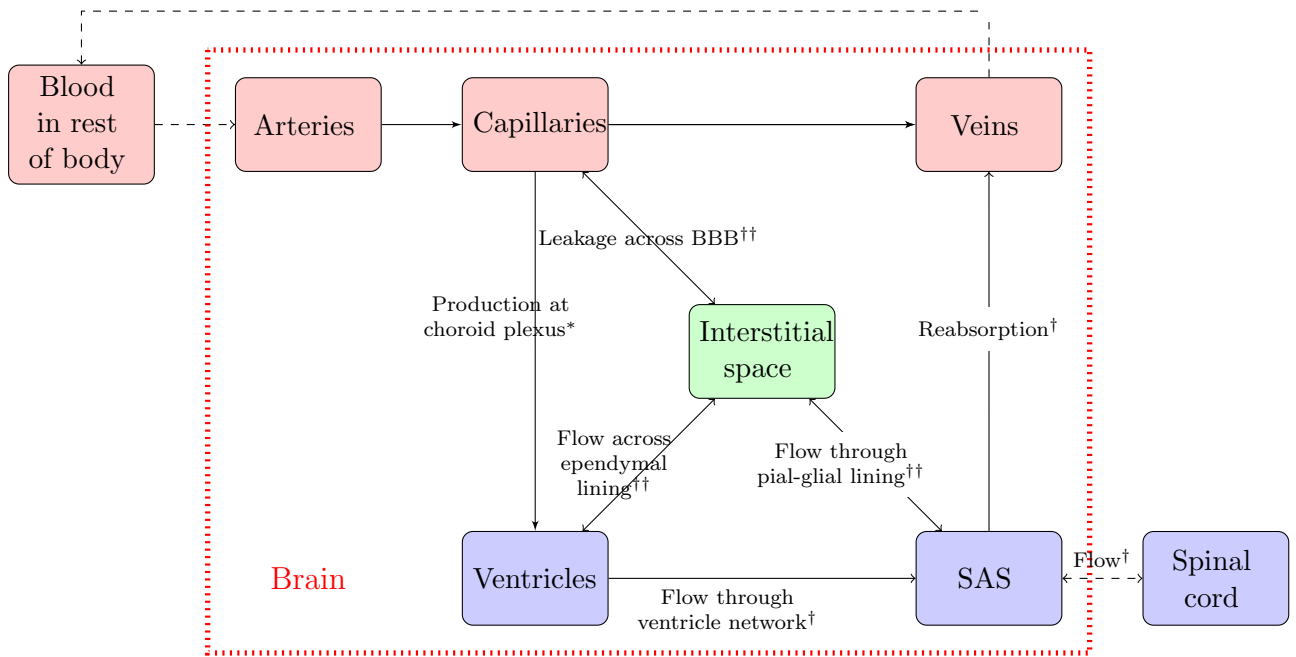 Blood
in rest
of body
Arteries
Capillaries
Veins
Leakage across BBB††
Production at
choroid plexus*
Interstitial
space
Reabsorption†
Flow across
ependymal
lining††
Flow through
pial-glial lining††
Brain
Ventricles
Flow through
ventricle network†
SAS
Flow†
Spinal
cord